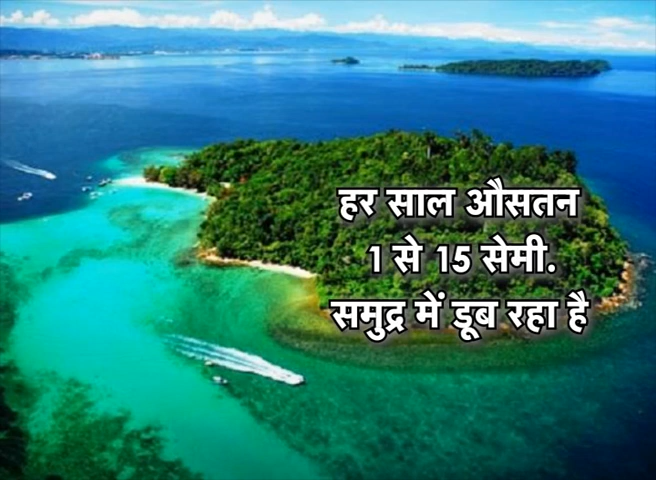 हर साल औसतन
1 से 15 सेमी.
समुद्र में डूब रहा है